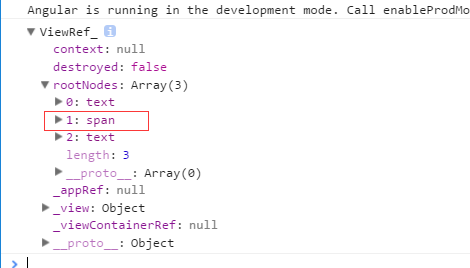 Angular is running in the development mode. Call enableProdMo
▼ViewRef_ i
context: null
destroyed: false
▼rootNodes: Array(3)
▶0: text
▶1: span
▶2: text
length: 3
▶__proto__: Array(0)
_appRef: null
▶_view: Object
_viewContainerRef: null
▶__proto__: Object
>